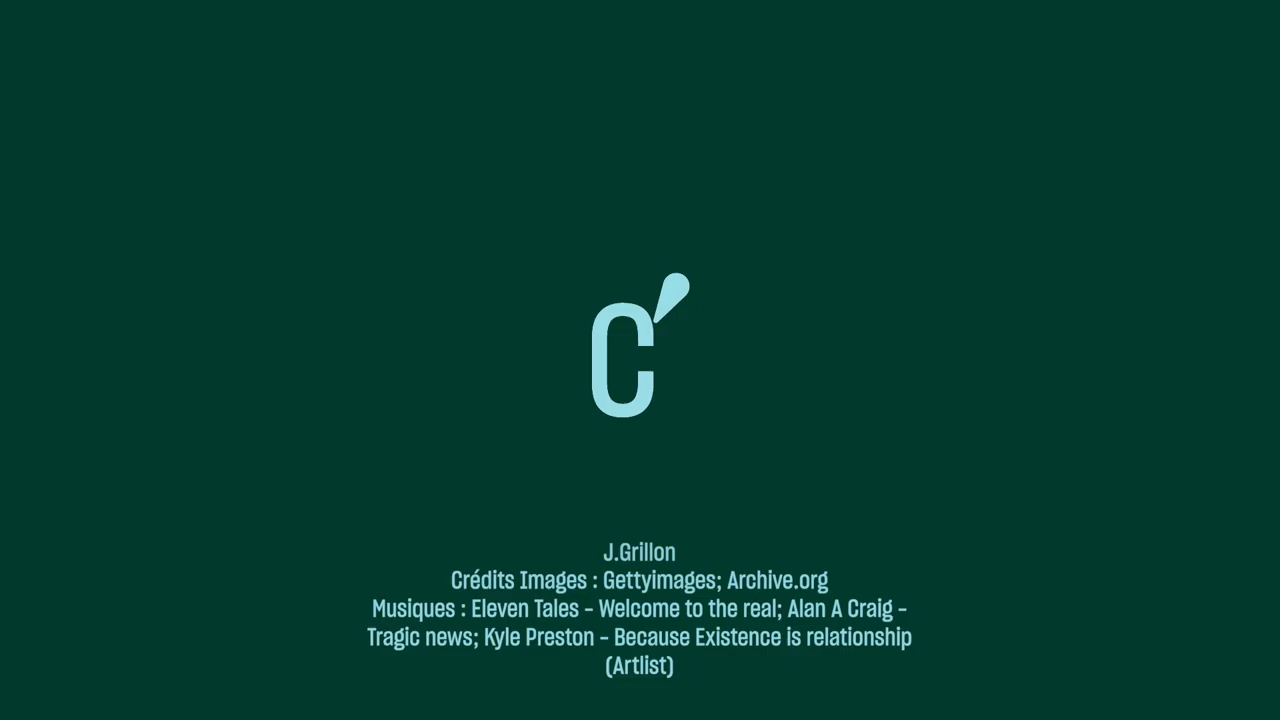 C'
J.Grillon
Crédits Images : Gettyimages; Archive.org
Musiques : Eleven Tales - Welcome to the real; Alan A Craig -
Tragic news; Kyle Preston - Because Existence is relationship
(Artlist)